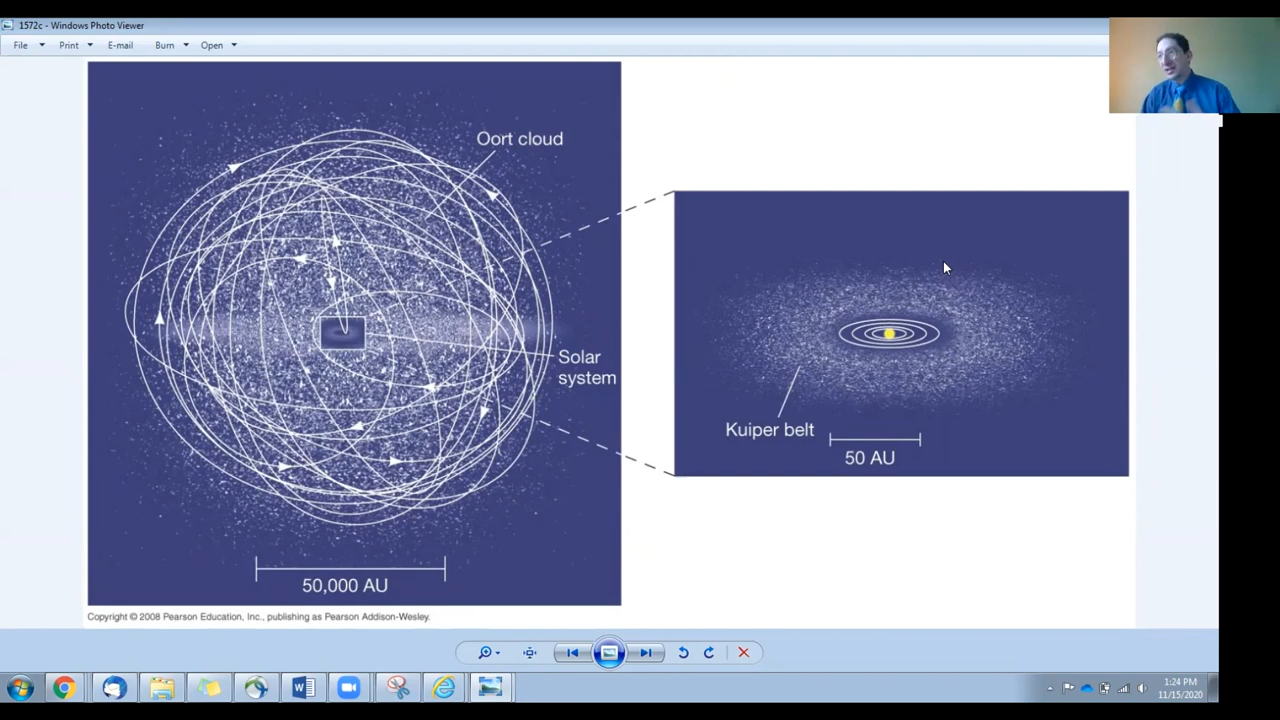 1572c - Windows Photo Viewer
File Print E-mail Burn Open
Oort cloud
Solar
system
50,000 AU
Kuiper belt
50 AU
Copyright © 2008 Pearson Education, Inc., publishing as Pearson Addison-Wesley.
1:24 PM
11/15/2020